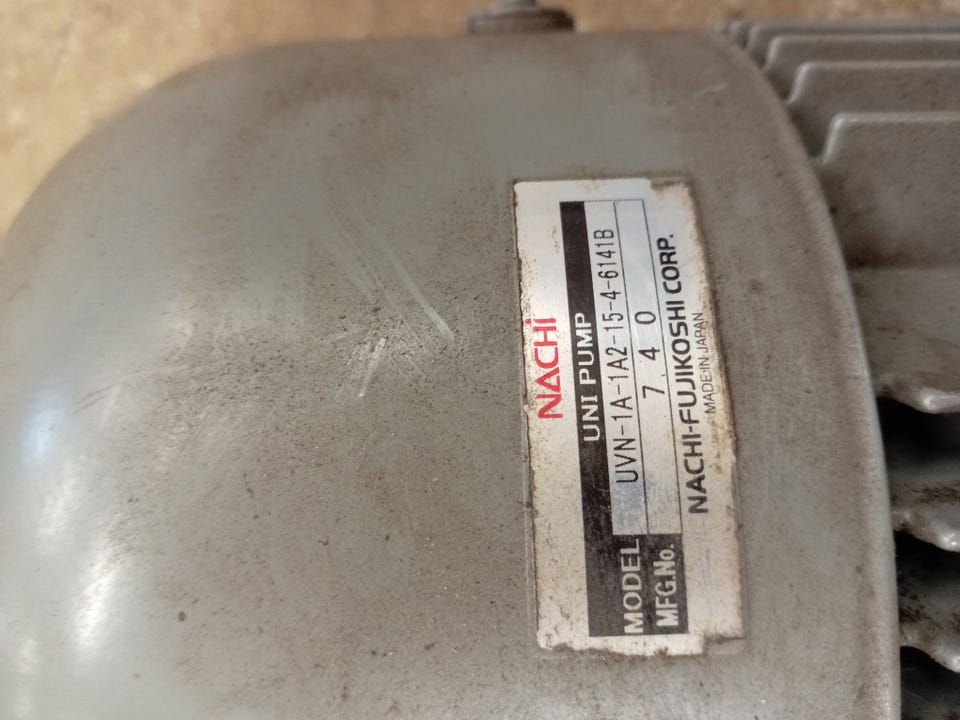 NACHI
UNI PUMP
MODEL UVN-1A-1A2-15-4-6141B
MFG.No. 7 4 0
NACHI-FUJIKOSHI CORP.
MADE IN JAPAN